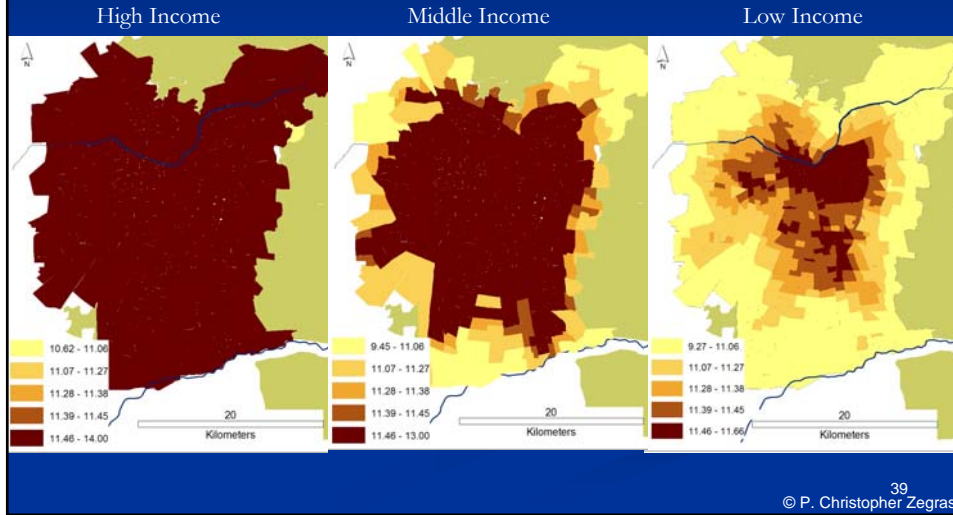 High Income
Middle Income
Low Income
N
N
N
10.62 - 11.06
11.07 - 11.27
11.28 - 11.38
11.39 - 11.45
11.46 - 14.00
20
Kilometers
9.45 - 11.06
11.07 - 11.27
11.28 - 11.38
11.39 - 11.45
11.46 - 13.00
20
Kilometers
9.27 - 11.06
11.07 - 11.27
11.28 - 11.38
11.39 - 11.45
11.46 - 11.66
20
Kilometers
39
© P. Christopher Zegras